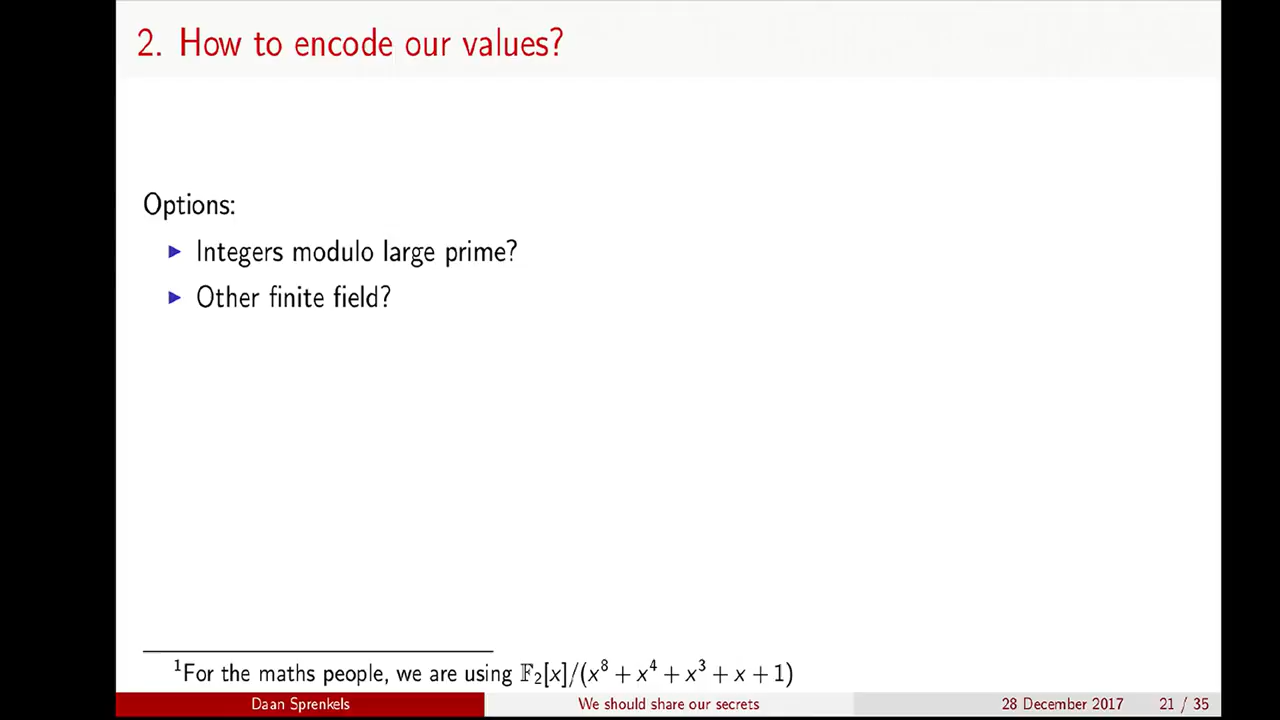 2. How to encode our values?
Options:
▶ Integers modulo large prime?
▶ Other finite field?
¹For the maths people, we are using 𝔽₂[x]/(x⁸ + x⁴ + x³ + x + 1)
Daan Sprenkels We should share our secrets 28 December 2017 21 / 35